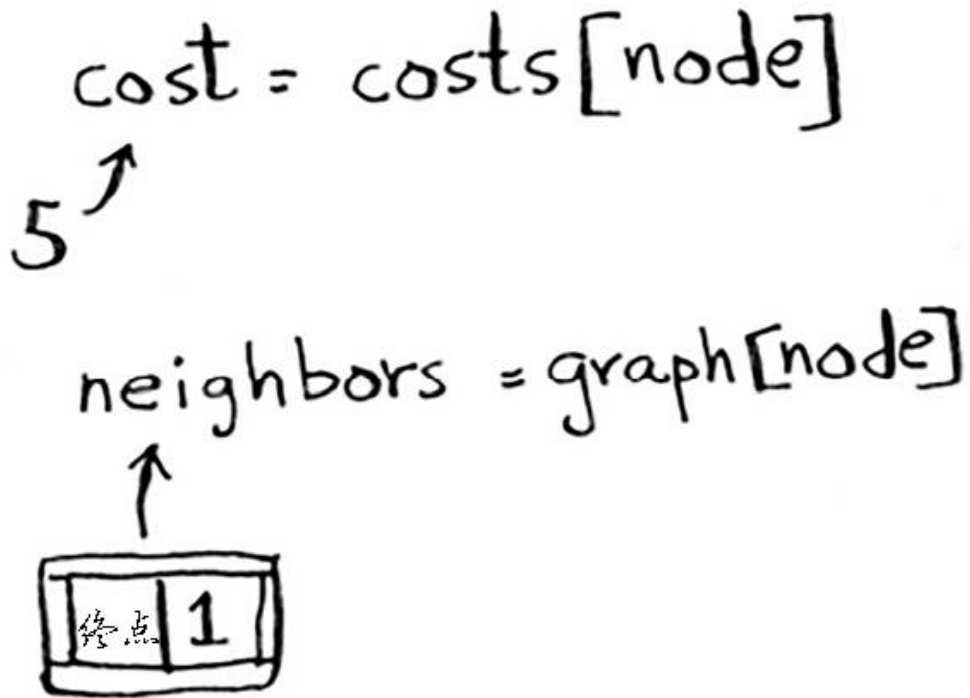 cost = costs[node]
5
neighbors = graph[node]
终点 1